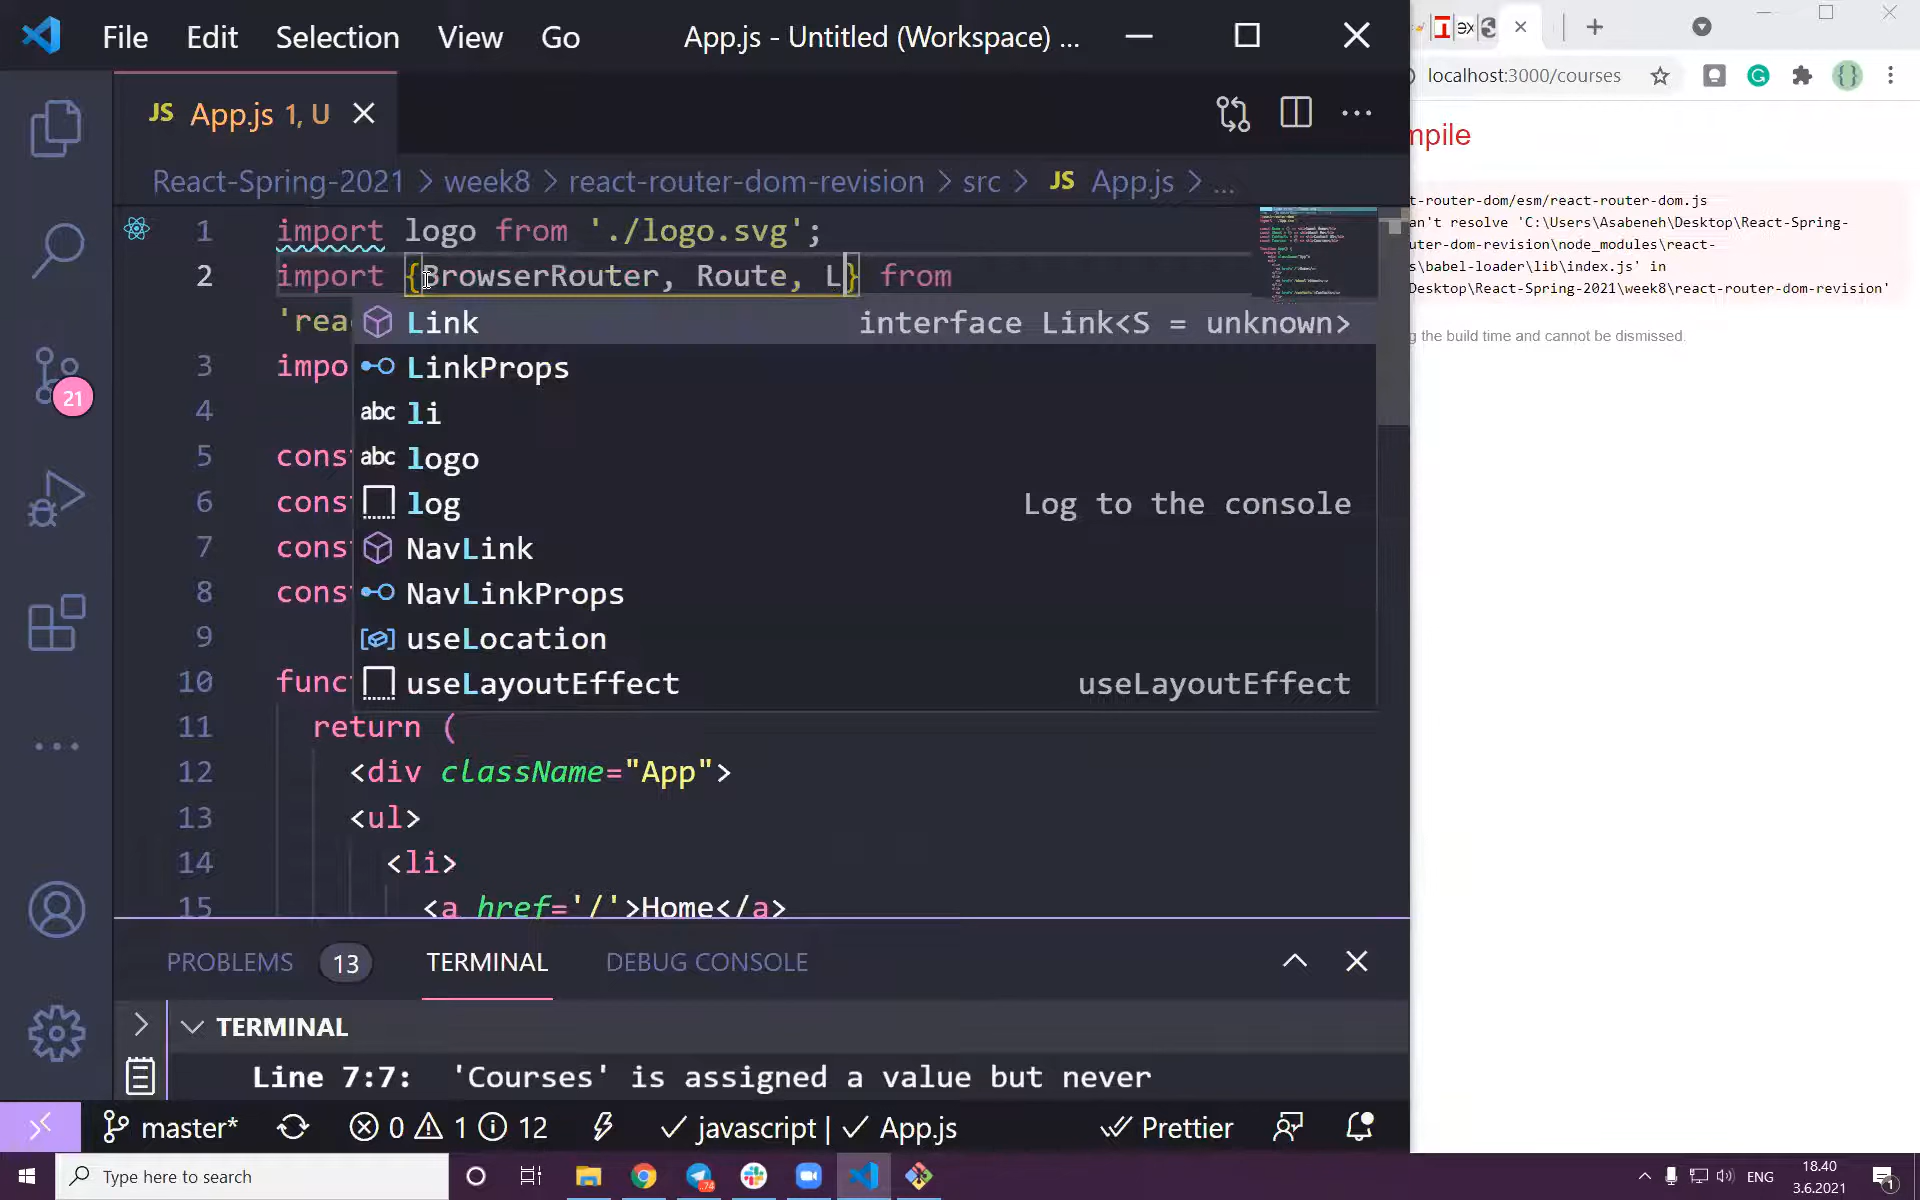 File Edit Selection View Go App.js - Untitled (Workspace) ...
JS App.js 1, U
React-Spring-2021 > week8 > react-router-dom-revision > src > JS App.js > ...
1 import logo from './logo.svg';
2 import {BrowserRouter, Route, L} from
'rea
3 impo
4
5 cons
6 cons
7 cons
8 cons
9
10 func
11 return (
12 <div className="App">
13 <ul>
14 <li>
15 <a href='/'>Home</a>
Link interface Link<S = unknown>
LinkProps
abc li
abc logo
log Log to the console
NavLink
NavLinkProps
useLocation
useLayoutEffect useLayoutEffect
21
PROBLEMS 13 TERMINAL DEBUG CONSOLE
TERMINAL
Line 7:7: 'Courses' is assigned a value but never
master* 0 1 12 javascript | App.js Prettier
localhost:3000/courses
mpile
t-router-dom/esm/react-router-dom.js
an't resolve 'C:\Users\Asabeneh\Desktop\React-Spring-
uter-dom-revision\node_modules\react-
s\babel-loader\lib\index.js' in
Desktop\React-Spring-2021\week8\react-router-dom-revision'
g the build time and cannot be dismissed.
Type here to search
74
ENG
18.40
3.6.2021
1